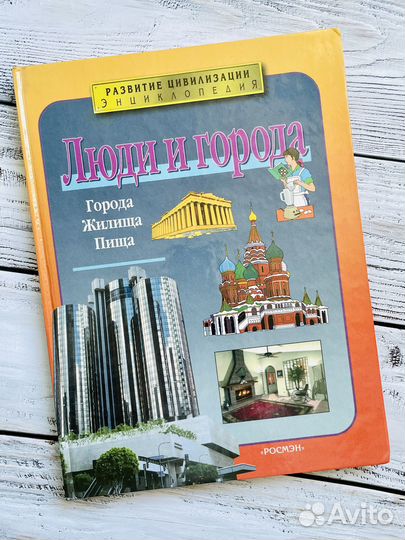 РАЗВИТИЕ ЦИВИЛИЗАЦИИ
ЭНЦИКЛОПЕДИЯ
Люди и города
Города
Жилища
Пища
«РОСМЭН»
Avito